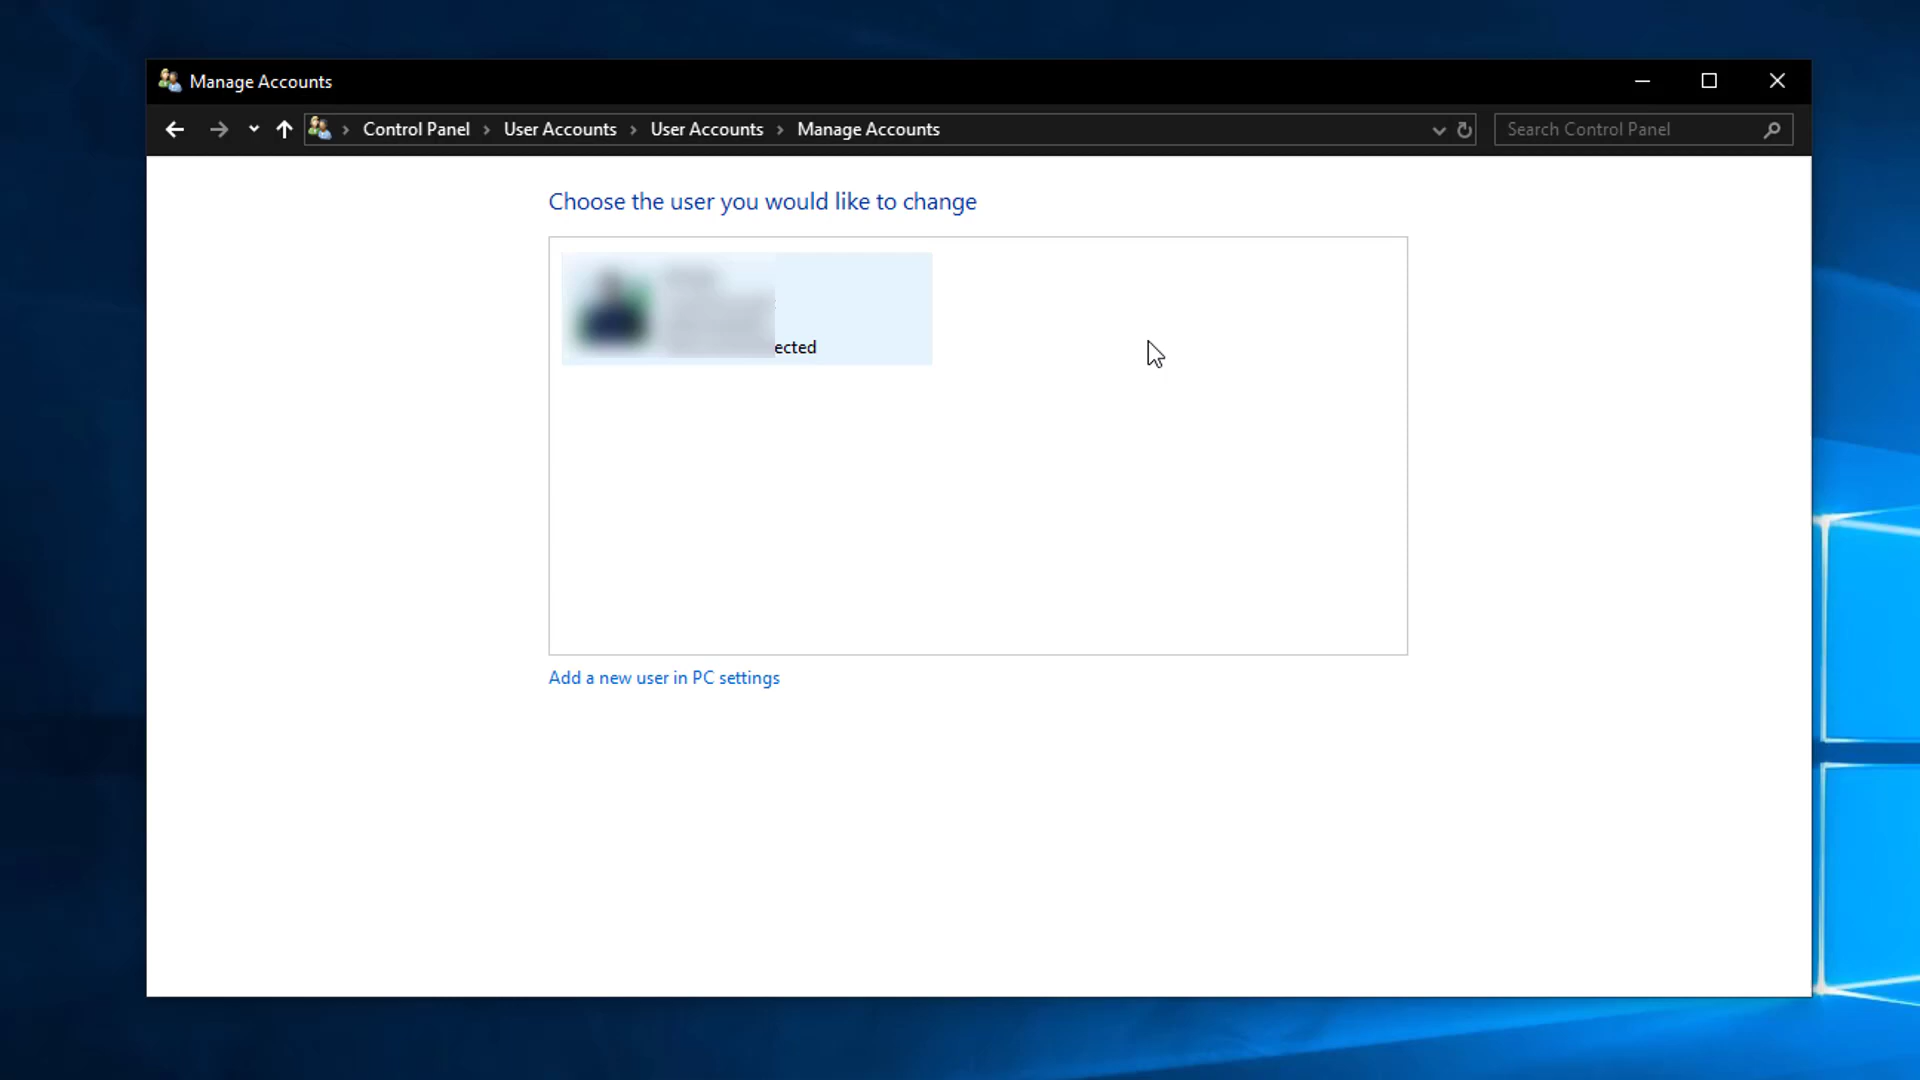 Manage Accounts
Control Panel > User Accounts > User Accounts > Manage Accounts
Search Control Panel
Choose the user you would like to change
ected
Add a new user in PC settings